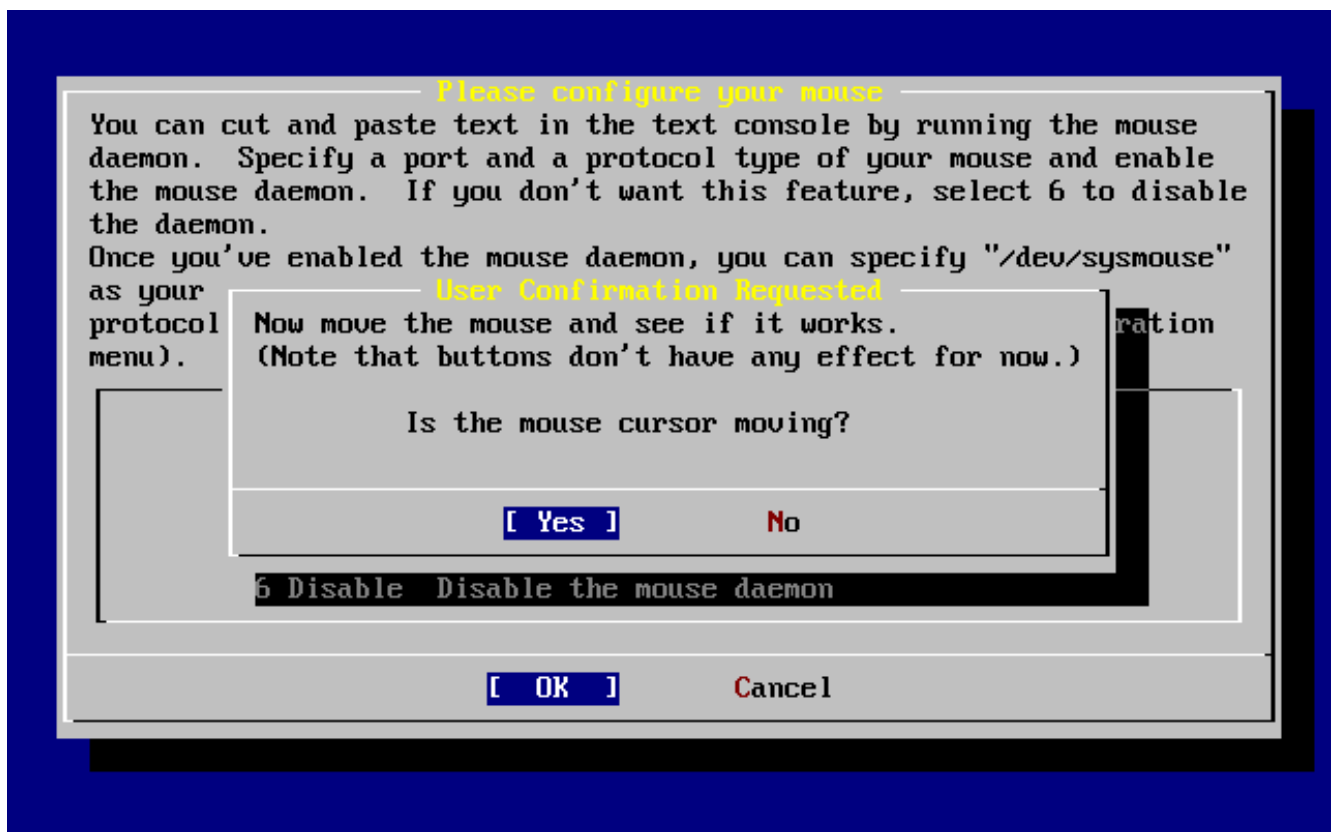 Please configure your mouse
You can cut and paste text in the text console by running the mouse
daemon.  Specify a port and a protocol type of your mouse and enable
the mouse daemon.  If you don't want this feature, select 6 to disable
the daemon.
Once you've enabled the mouse daemon, you can specify "/dev/sysmouse"
as your
User Confirmation Requested
protocol
Now move the mouse and see if it works.
ration
menu).
(Note that buttons don't have any effect for now.)
Is the mouse cursor moving?
[ Yes ] No
6 Disable  Disable the mouse daemon
[ OK ] Cancel